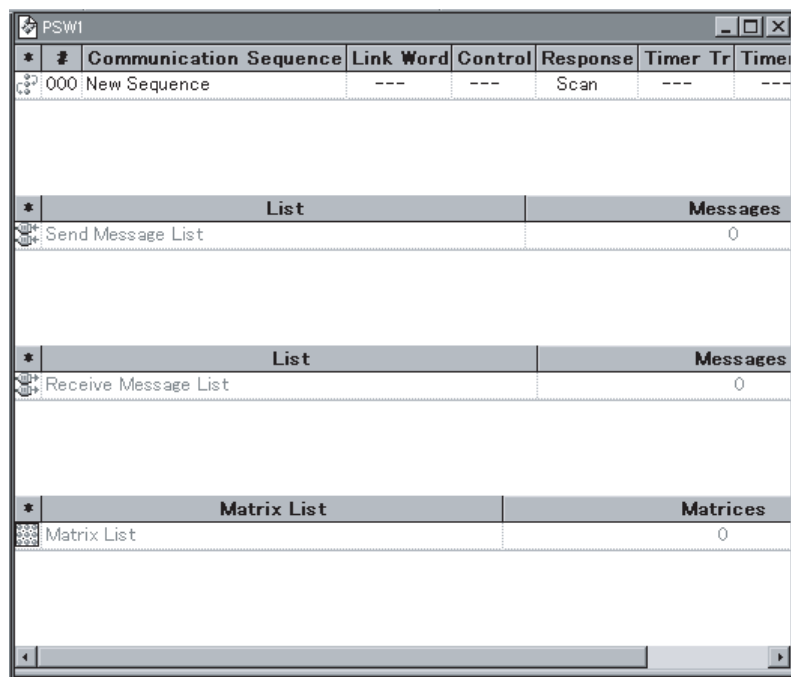 PSW1
* # Communication Sequence Link Word Control Response Timer Tr Timer
000 New Sequence --- --- Scan --- ---
* List Messages
Send Message List 0
* List Messages
Receive Message List 0
* Matrix List Matrices
Matrix List 0